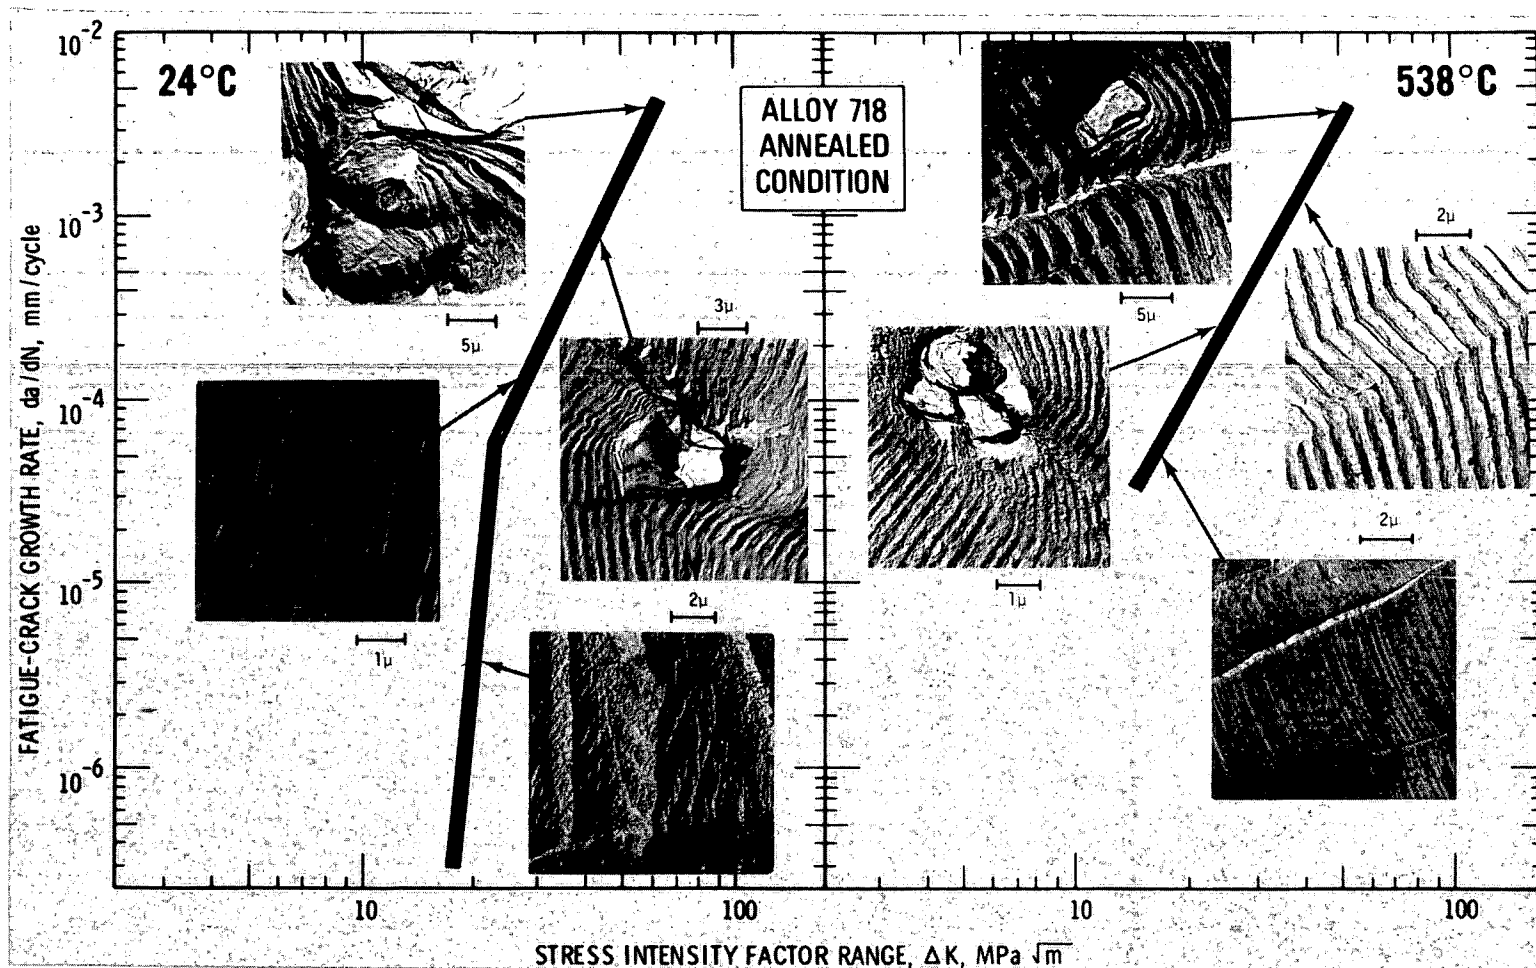 10-2
24°C
ALLOY 718
ANNEALED
CONDITION
538°C
10-3
10-4
10-5
10-6
FATIGUE-CRACK GROWTH RATE, da/dN, mm/cycle
5μ
3μ
1μ
2μ
5μ
2μ
1μ
2μ
10
100
10
100
STRESS INTENSITY FACTOR RANGE, ΔK, MPa √m